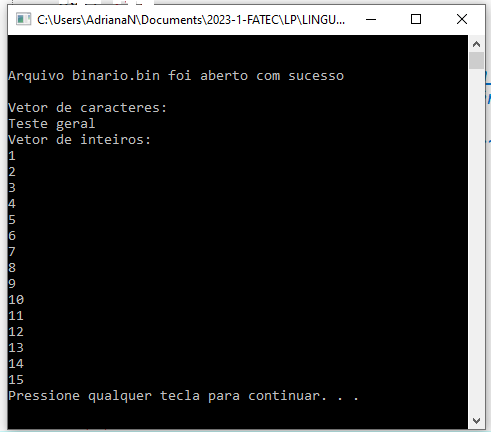 C:\Users\AdrianaN\Documents\2023-1-FATEC\LP\LINGU...
Arquivo binario.bin foi aberto com sucesso
Vetor de caracteres:
Teste geral
Vetor de inteiros:
1
2
3
4
5
6
7
8
9
10
11
12
13
14
15
Pressione qualquer tecla para continuar. . .